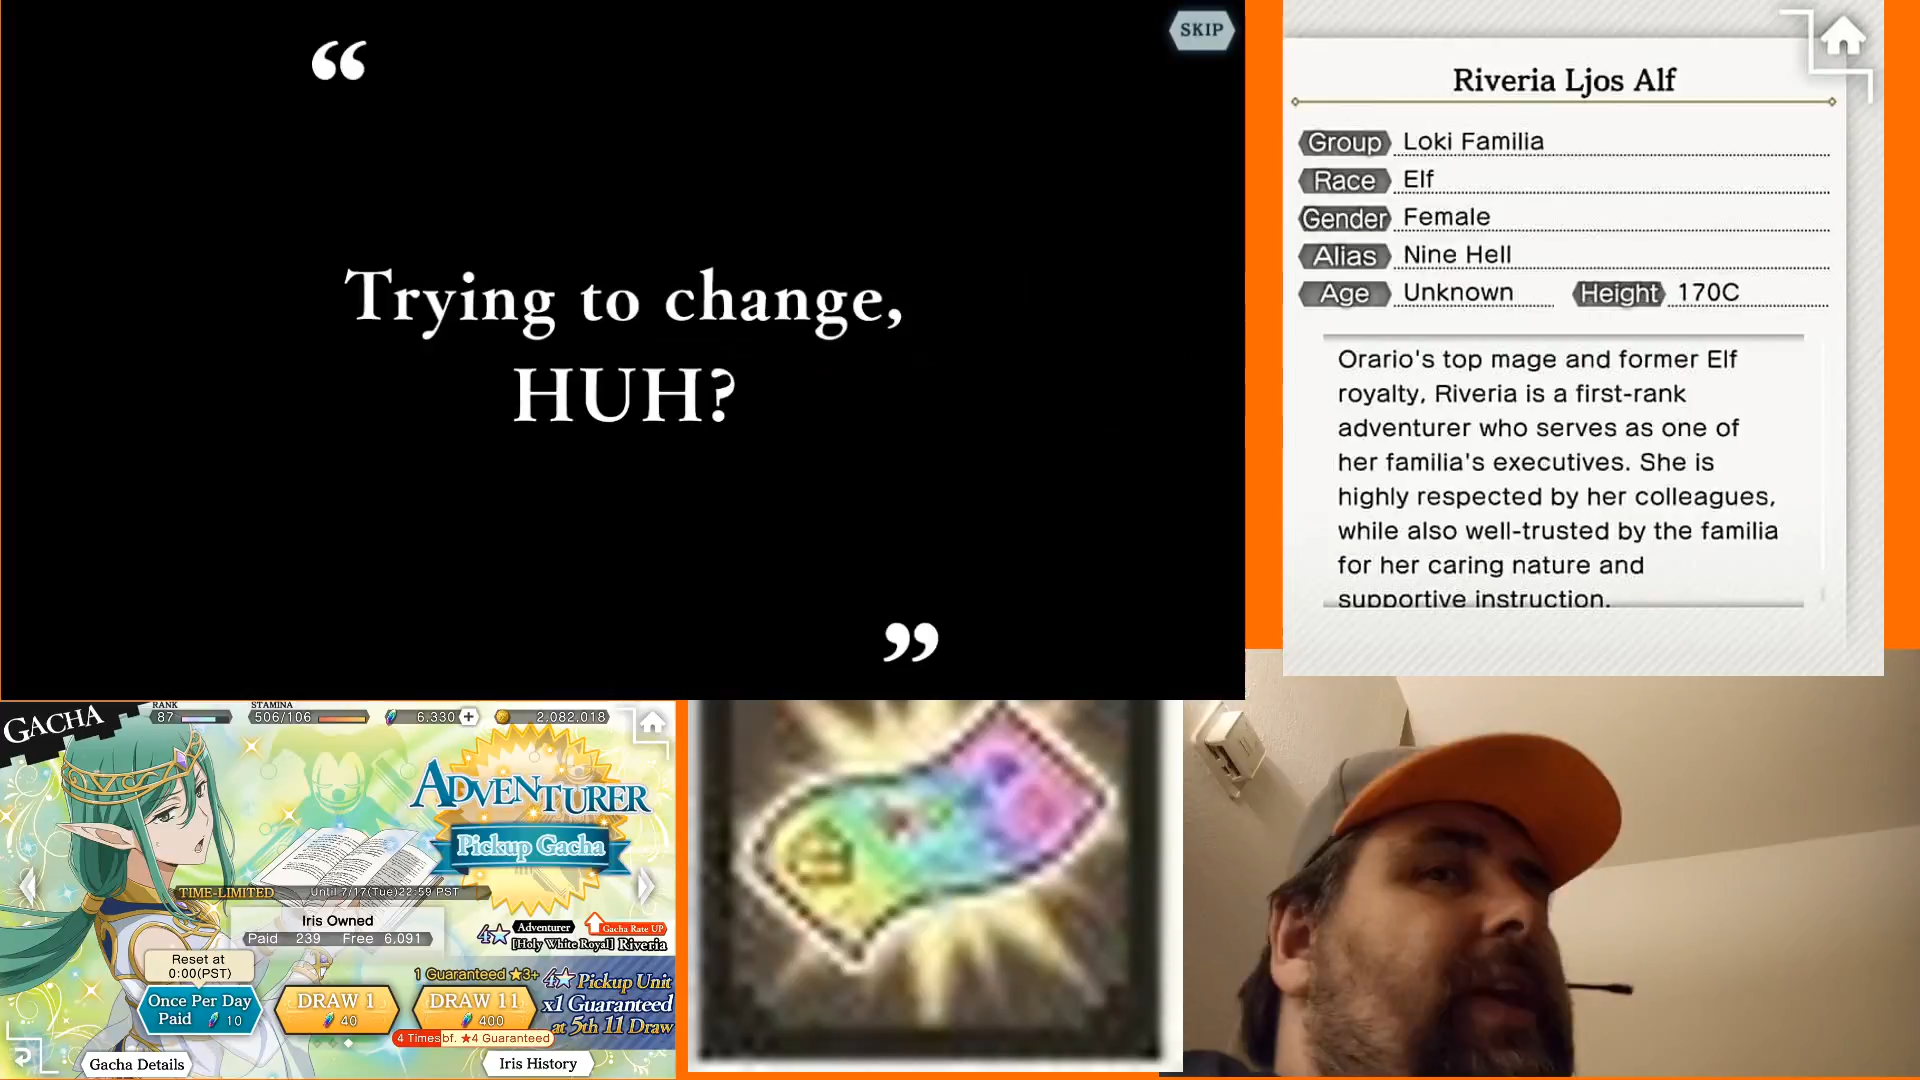 SKIP
“
Trying to change,
HUH?
”
Riveria Ljos Alf
Group Loki Familia
Race Elf
Gender Female
Alias Nine Hell
Age Unknown Height 170C
Orario's top mage and former Elf
royalty, Riveria is a first-rank
adventurer who serves as one of
her familia's executives. She is
highly respected by her colleagues,
while also well-trusted by the familia
for her caring nature and
supportive instruction.
GACHA
RANK
87
STAMINA
506/106
6,330
2,082,018
ADVENTURER
Pickup Gacha
TIME-LIMITED Until 7/17(Tue)22:59 PST
Iris Owned
Paid 239 Free 6,091
4 Adventurer Gacha Rate UP
[Holy White Royal] Riveria
Reset at
0:00(PST)
Once Per Day
Paid 10
DRAW 1
40
1 Guaranteed ★3+
DRAW 11
400
4 Times bf. ★4 Guaranteed
4★ Pickup Unit
x1 Guaranteed
at 5th 11 Draw
Gacha Details
Iris History